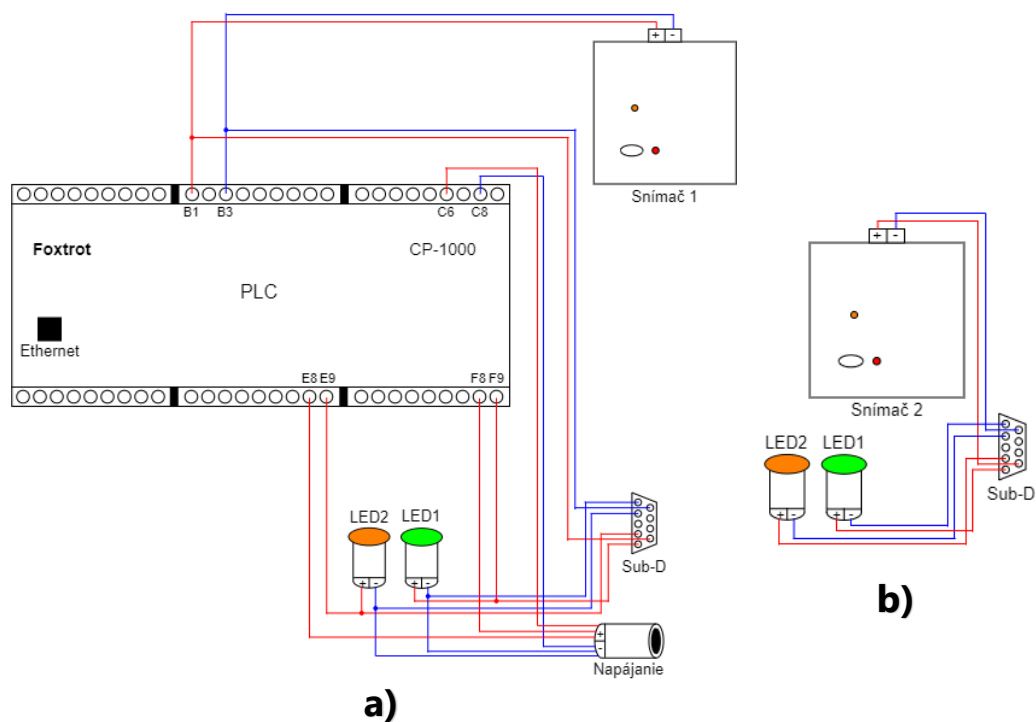 + -
Snímač 1
B1 B3 C6 C8
Foxtrot CP-1000
PLC
Ethernet
E8 E9 F8 F9
LED2 LED1
+ - + -
Sub-D
+
-
Napájanie
a)
+ -
Snímač 2
LED2 LED1
+ - + -
Sub-D
b)